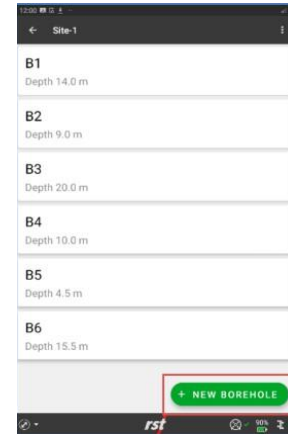 12:00
Site-1
B1
Depth 14.0 m
B2
Depth 9.0 m
B3
Depth 20.0 m
B4
Depth 10.0 m
B5
Depth 4.5 m
B6
Depth 15.5 m
+ NEW BOREHOLE
rst
90%